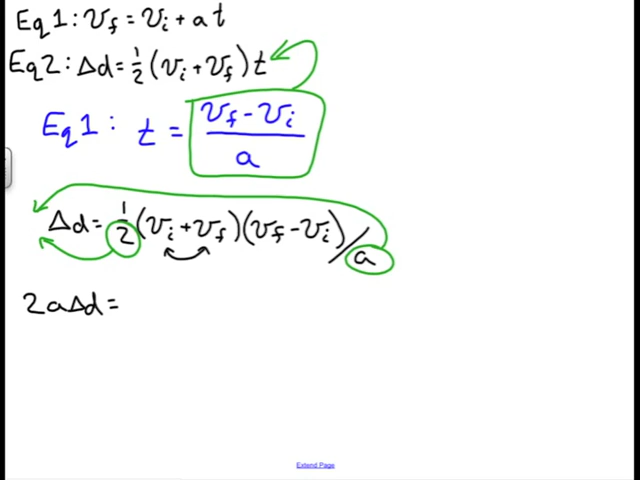 Eq1: v_f = v_i + at
Eq2: Δd = 1/2 (v_i + v_f) t
Eq1: t = (v_f - v_i)/a
Δd = 1/2 (v_i + v_f)(v_f - v_i)/a
2aΔd =
Extend Page